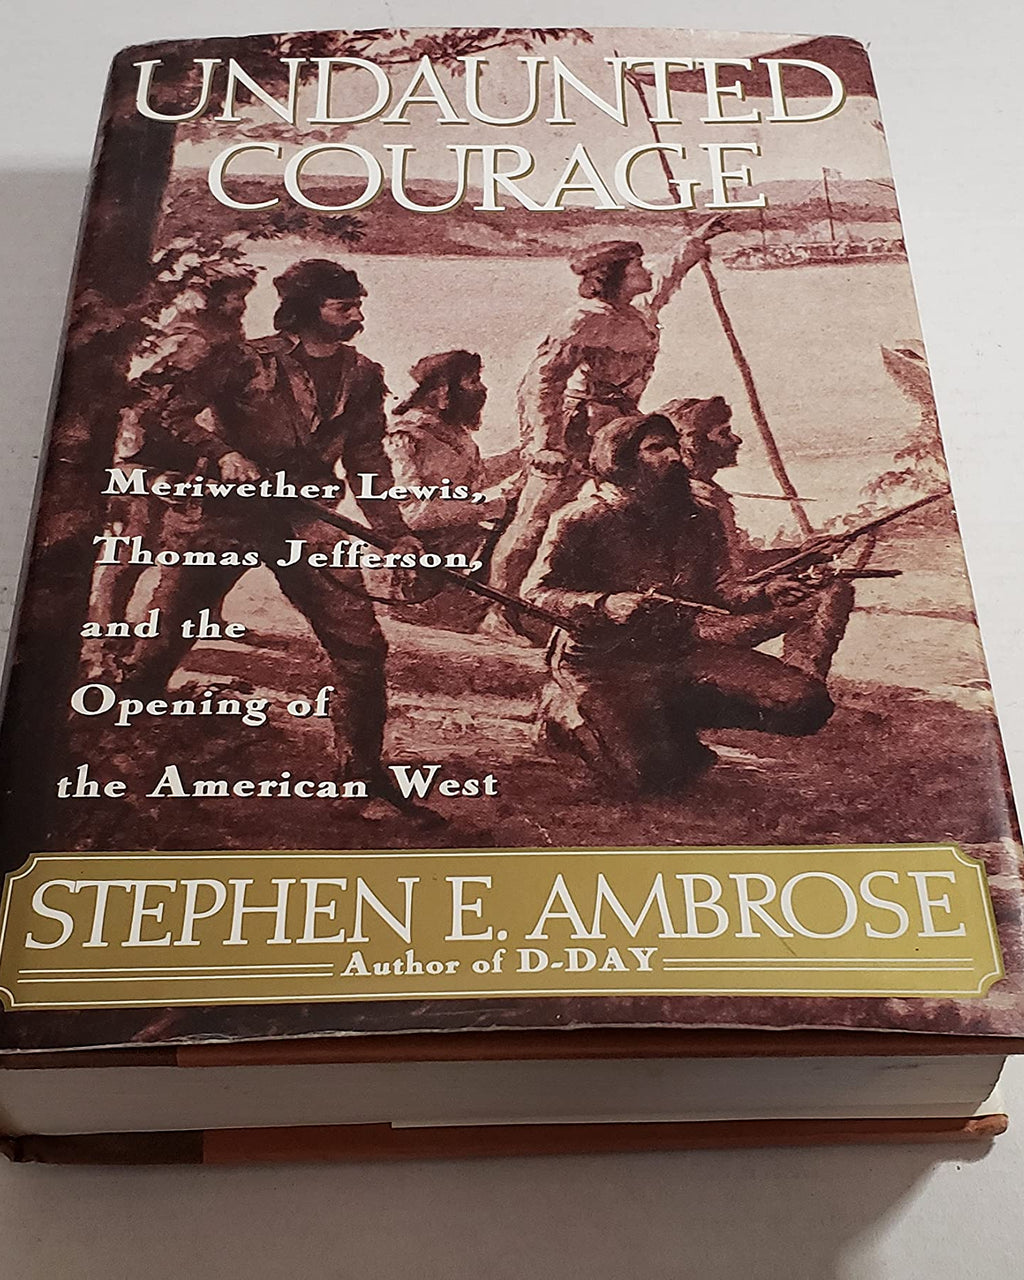 UNDAUNTED
COURAGE
Meriwether Lewis,
Thomas Jefferson,
and the
Opening of
the American West
STEPHEN E. AMBROSE
Author of D-DAY